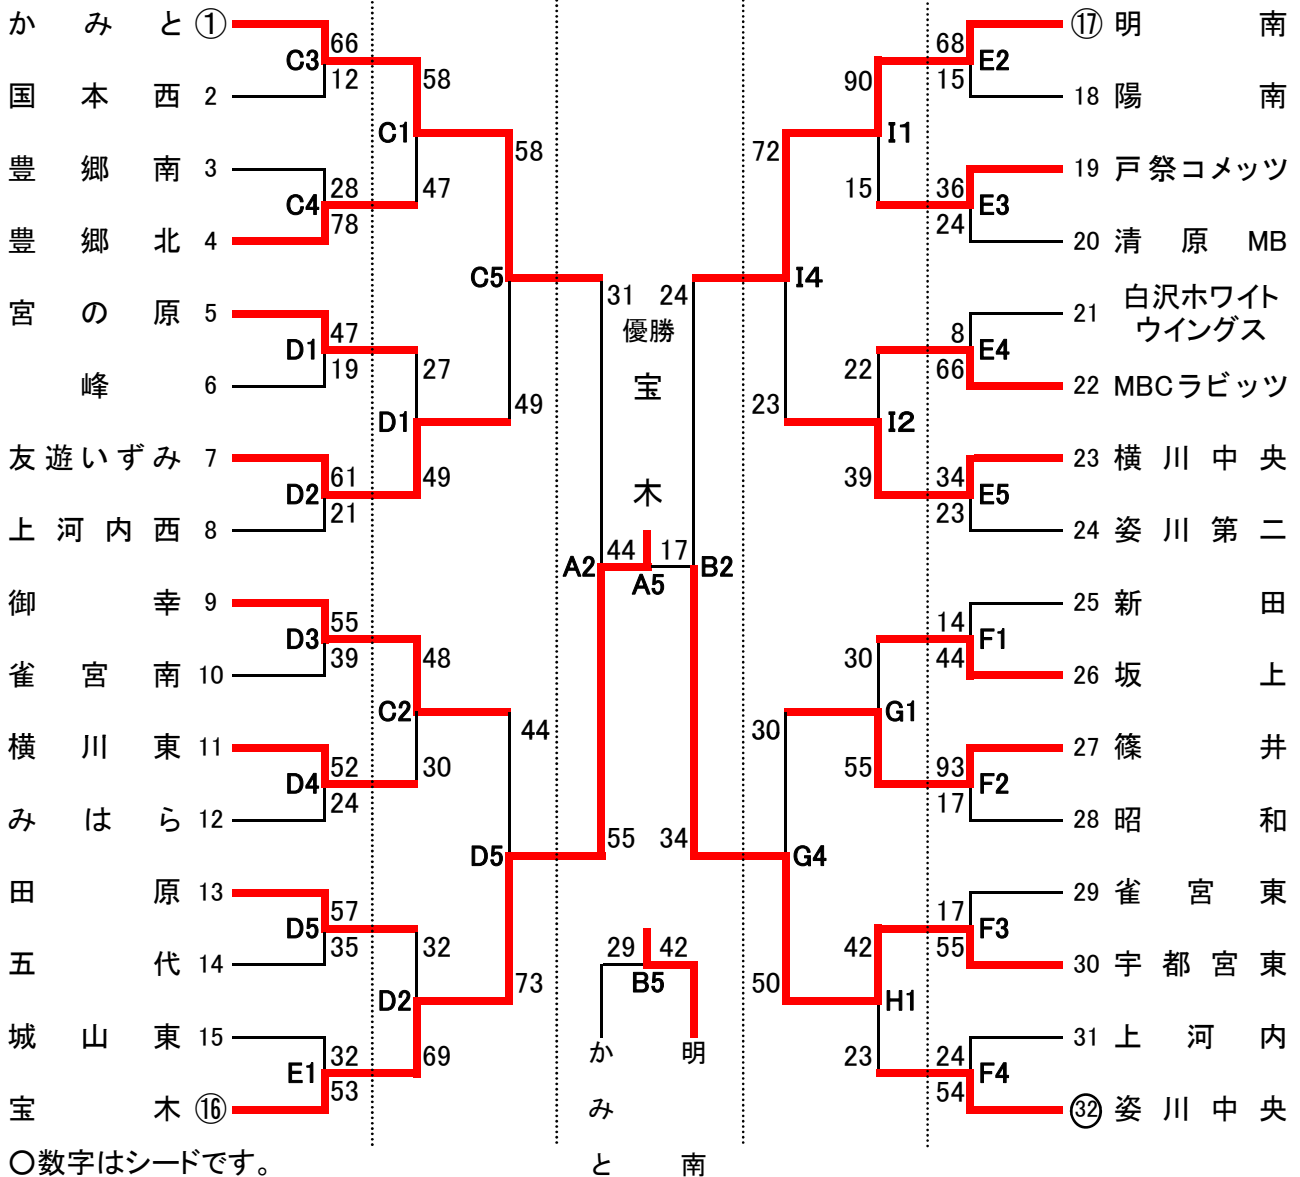 かみと ①
国本西 2
豊郷南 3
豊郷北 4
宮の原 5
峰 6
友遊いずみ 7
上河内西 8
御幸 9
雀宮南 10
横川東 11
みはら 12
田原 13
五代 14
城山東 15
宝木 ⑯
○数字はシードです。
C3 66 12
C4 28 78
D1 47 19
D2 61 21
D3 55 39
D4 52 24
D5 57 35
E1 32 53
C1 58 47
D1 27 49
C2 48 30
D2 32 69
C5 58 49
D5 44 73
A2 31 55
優勝
宝木
44 A5 17
29 B5 42
かみと
明南
B2 24 34
I4 72 23
G4 30 50
I1 90 15
I2 22 39
G1 30 55
H1 42 23
68 15 E2
36 24 E3
8 66 E4
34 23 E5
14 44 F1
93 17 F2
17 55 F3
24 54 F4
⑰ 明南
18 陽南
19 戸祭コメッツ
20 清原MB
21 白沢ホワイト
ウイングス
22 MBCラビッツ
23 横川中央
24 姿川第二
25 新田
26 坂上
27 篠井
28 昭和
29 雀宮東
30 宇都宮東
31 上河内
㉜ 姿川中央